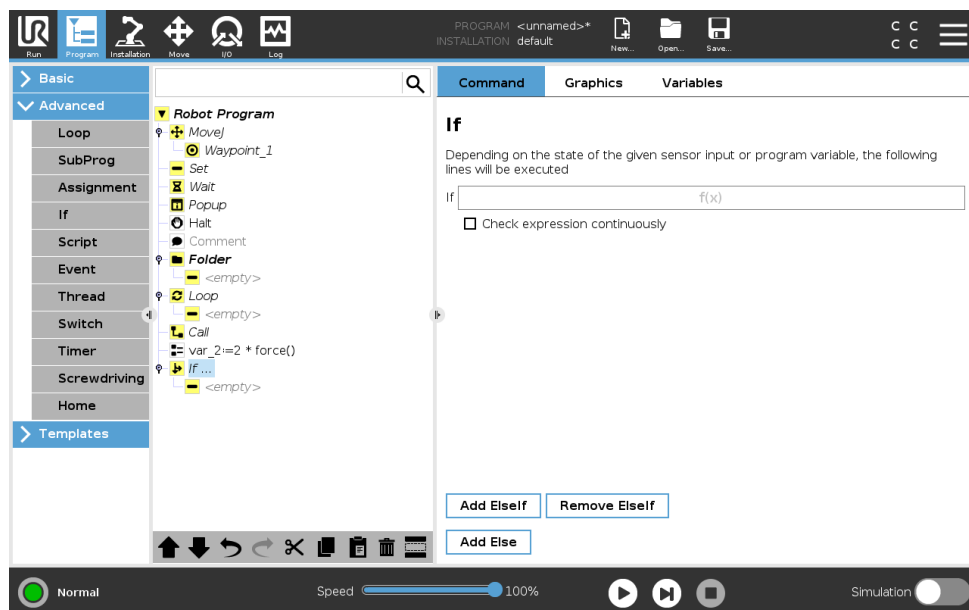 UR
Run
Program
Installation
Move
I/O
Log
PROGRAM <unnamed>*
INSTALLATION default
New...
Open...
Save...
C C
C C
Basic
Advanced
Loop
SubProg
Assignment
If
Script
Event
Thread
Switch
Timer
Screwdriving
Home
Templates
Robot Program
MoveJ
Waypoint_1
Set
Wait
Popup
Halt
Comment
Folder
<empty>
Loop
<empty>
Call
var_2:=2 * force()
If ...
<empty>
Command Graphics Variables
If
Depending on the state of the given sensor input or program variable, the following
lines will be executed
If f(x)
Check expression continuously
Add ElseIf Remove ElseIf
Add Else
Normal
Speed 100%
Simulation